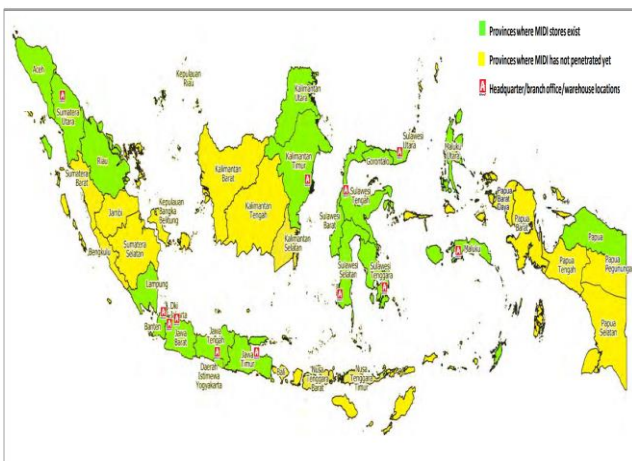 Provinces where MIDI stores exist
Provinces where MIDI has not penetrated yet
Headquarter/branch office/warehouse locations
Aceh
Sumatera
Utara
Riau
Kepulauan
Riau
Sumatera
Barat
Jambi
Kepulauan
Bangka
Belitung
Bengkulu
Sumatera
Selatan
Lampung
Dki
Jakarta
Banten
Jawa
Barat
Jawa
Tengah
Daerah
Istimewa
Yogyakarta
Jawa
Timur
Bali
Nusa
Tenggara
Barat
Nusa
Tenggara
Timur
Kalimantan
Utara
Kalimantan
Timur
Kalimantan
Barat
Kalimantan
Tengah
Kalimantan
Selatan
Sulawesi
Utara
Gorontalo
Sulawesi
Tengah
Sulawesi
Barat
Sulawesi
Selatan
Sulawesi
Tenggara
Maluku
Utara
Maluku
Papua
Barat
Papua
Barat
Papua
Papua
Tengah
Papua
Pegunungan
Papua
Selatan